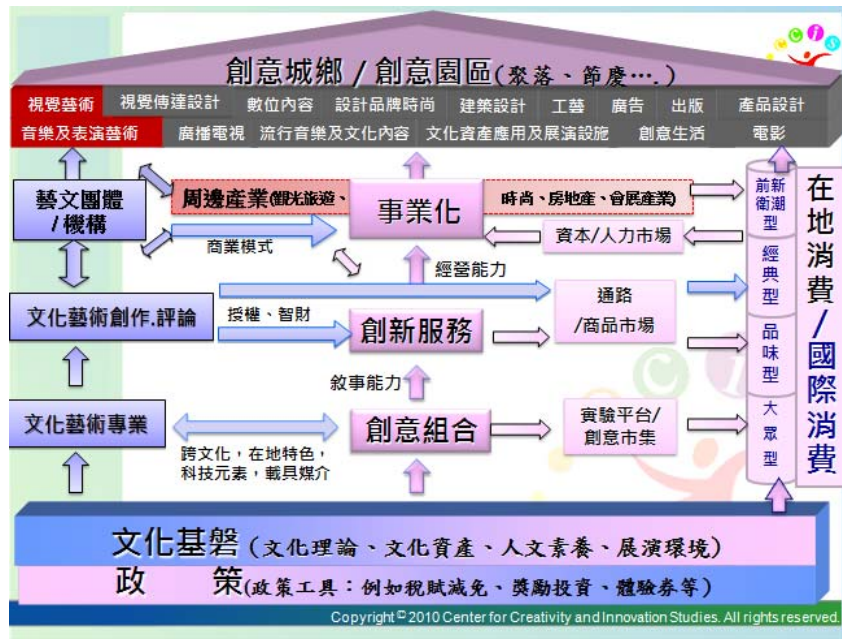 ccis
創意城鄉 / 創意園區(聚落、節慶….)
視覺藝術 視覺傳達設計 數位內容 設計品牌時尚 建築設計 工藝 廣告 出版 產品設計
音樂及表演藝術 廣播電視 流行音樂及文化內容 文化資產應用及展演設施 創意生活 電影
藝文團體
/機構
周邊產業(觀光旅遊、
事業化
時尚、房地產、會展產業)
前衛
新潮
型
商業模式
資本/人力市場
經營能力
經典型
文化藝術創作.評論
授權、智財
創新服務
通路
/商品市場
品味型
敘事能力
文化藝術專業
跨文化，在地特色，
科技元素，載具媒介
創意組合
實驗平台/
創意市集
大眾型
在地消費/國際消費
文化基磐(文化理論、文化資產、人文素養、展演環境)
政 策(政策工具：例如稅賦減免、獎勵投資、體驗券等)
Copyright © 2010 Center for Creativity and Innovation Studies. All rights reserved.